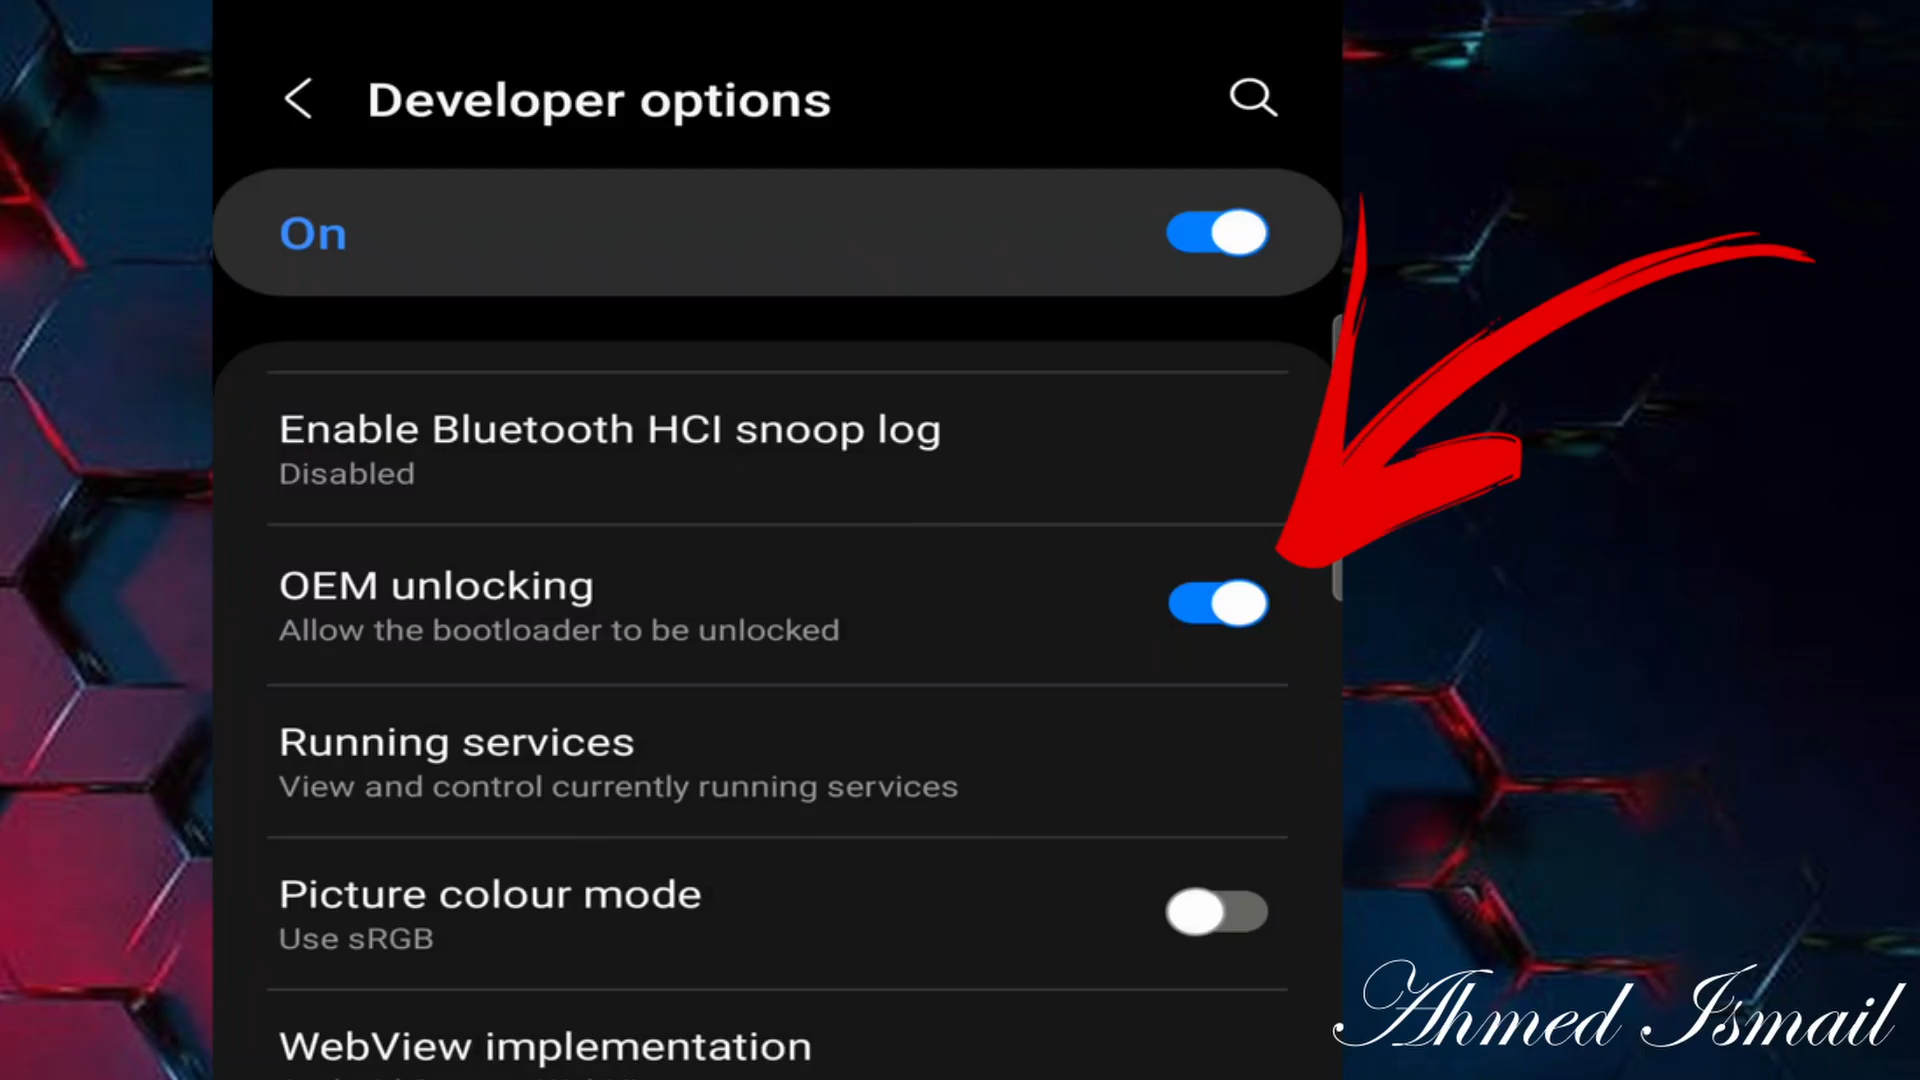 Developer options
On
Enable Bluetooth HCI snoop log
Disabled
OEM unlocking
Allow the bootloader to be unlocked
Running services
View and control currently running services
Picture colour mode
Use sRGB
WebView implementation
Ahmed Ismail